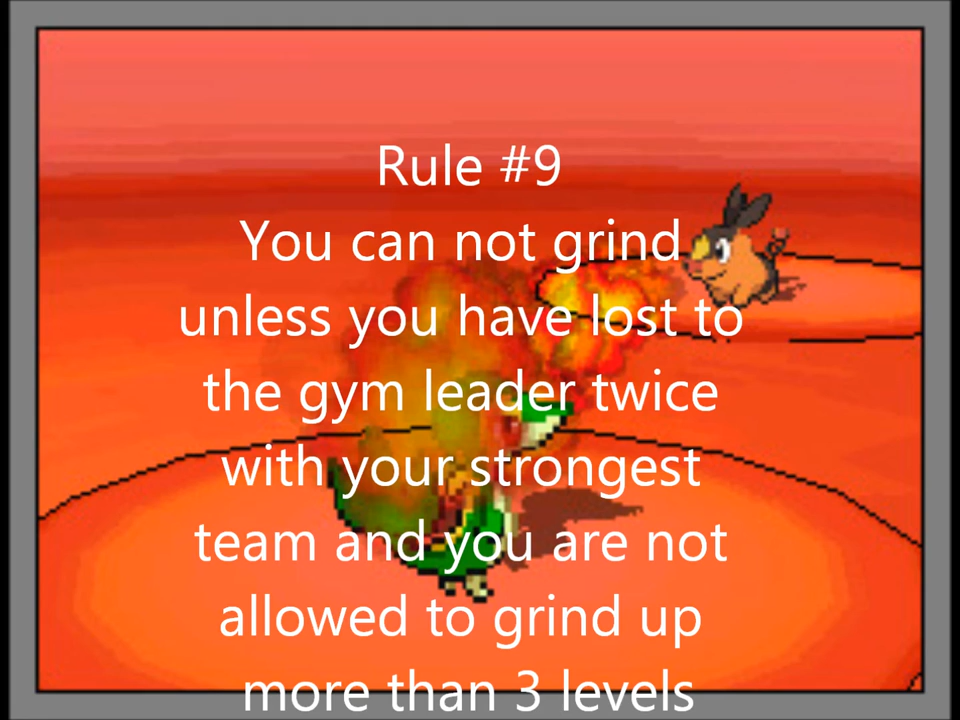 Rule #9
You can not grind
unless you have lost to
the gym leader twice
with your strongest
team and you are not
allowed to grind up
more than 3 levels